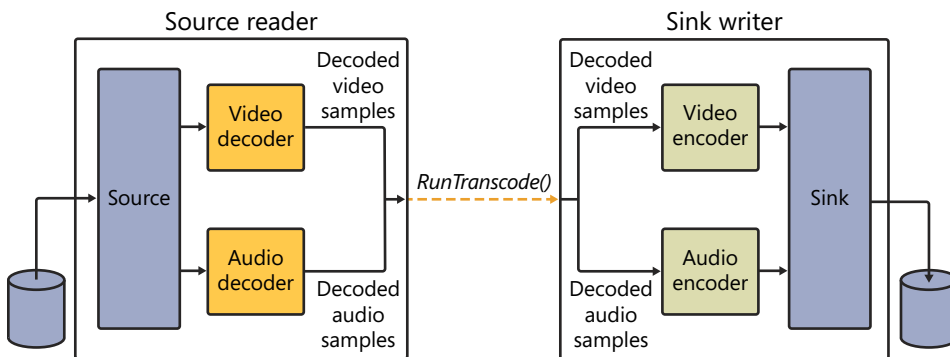 Source reader
Source
Video
decoder
Decoded
video
samples
Audio
decoder
Decoded
audio
samples
RunTranscode()
Sink writer
Decoded
video
samples
Video
encoder
Decoded
audio
samples
Audio
encoder
Sink